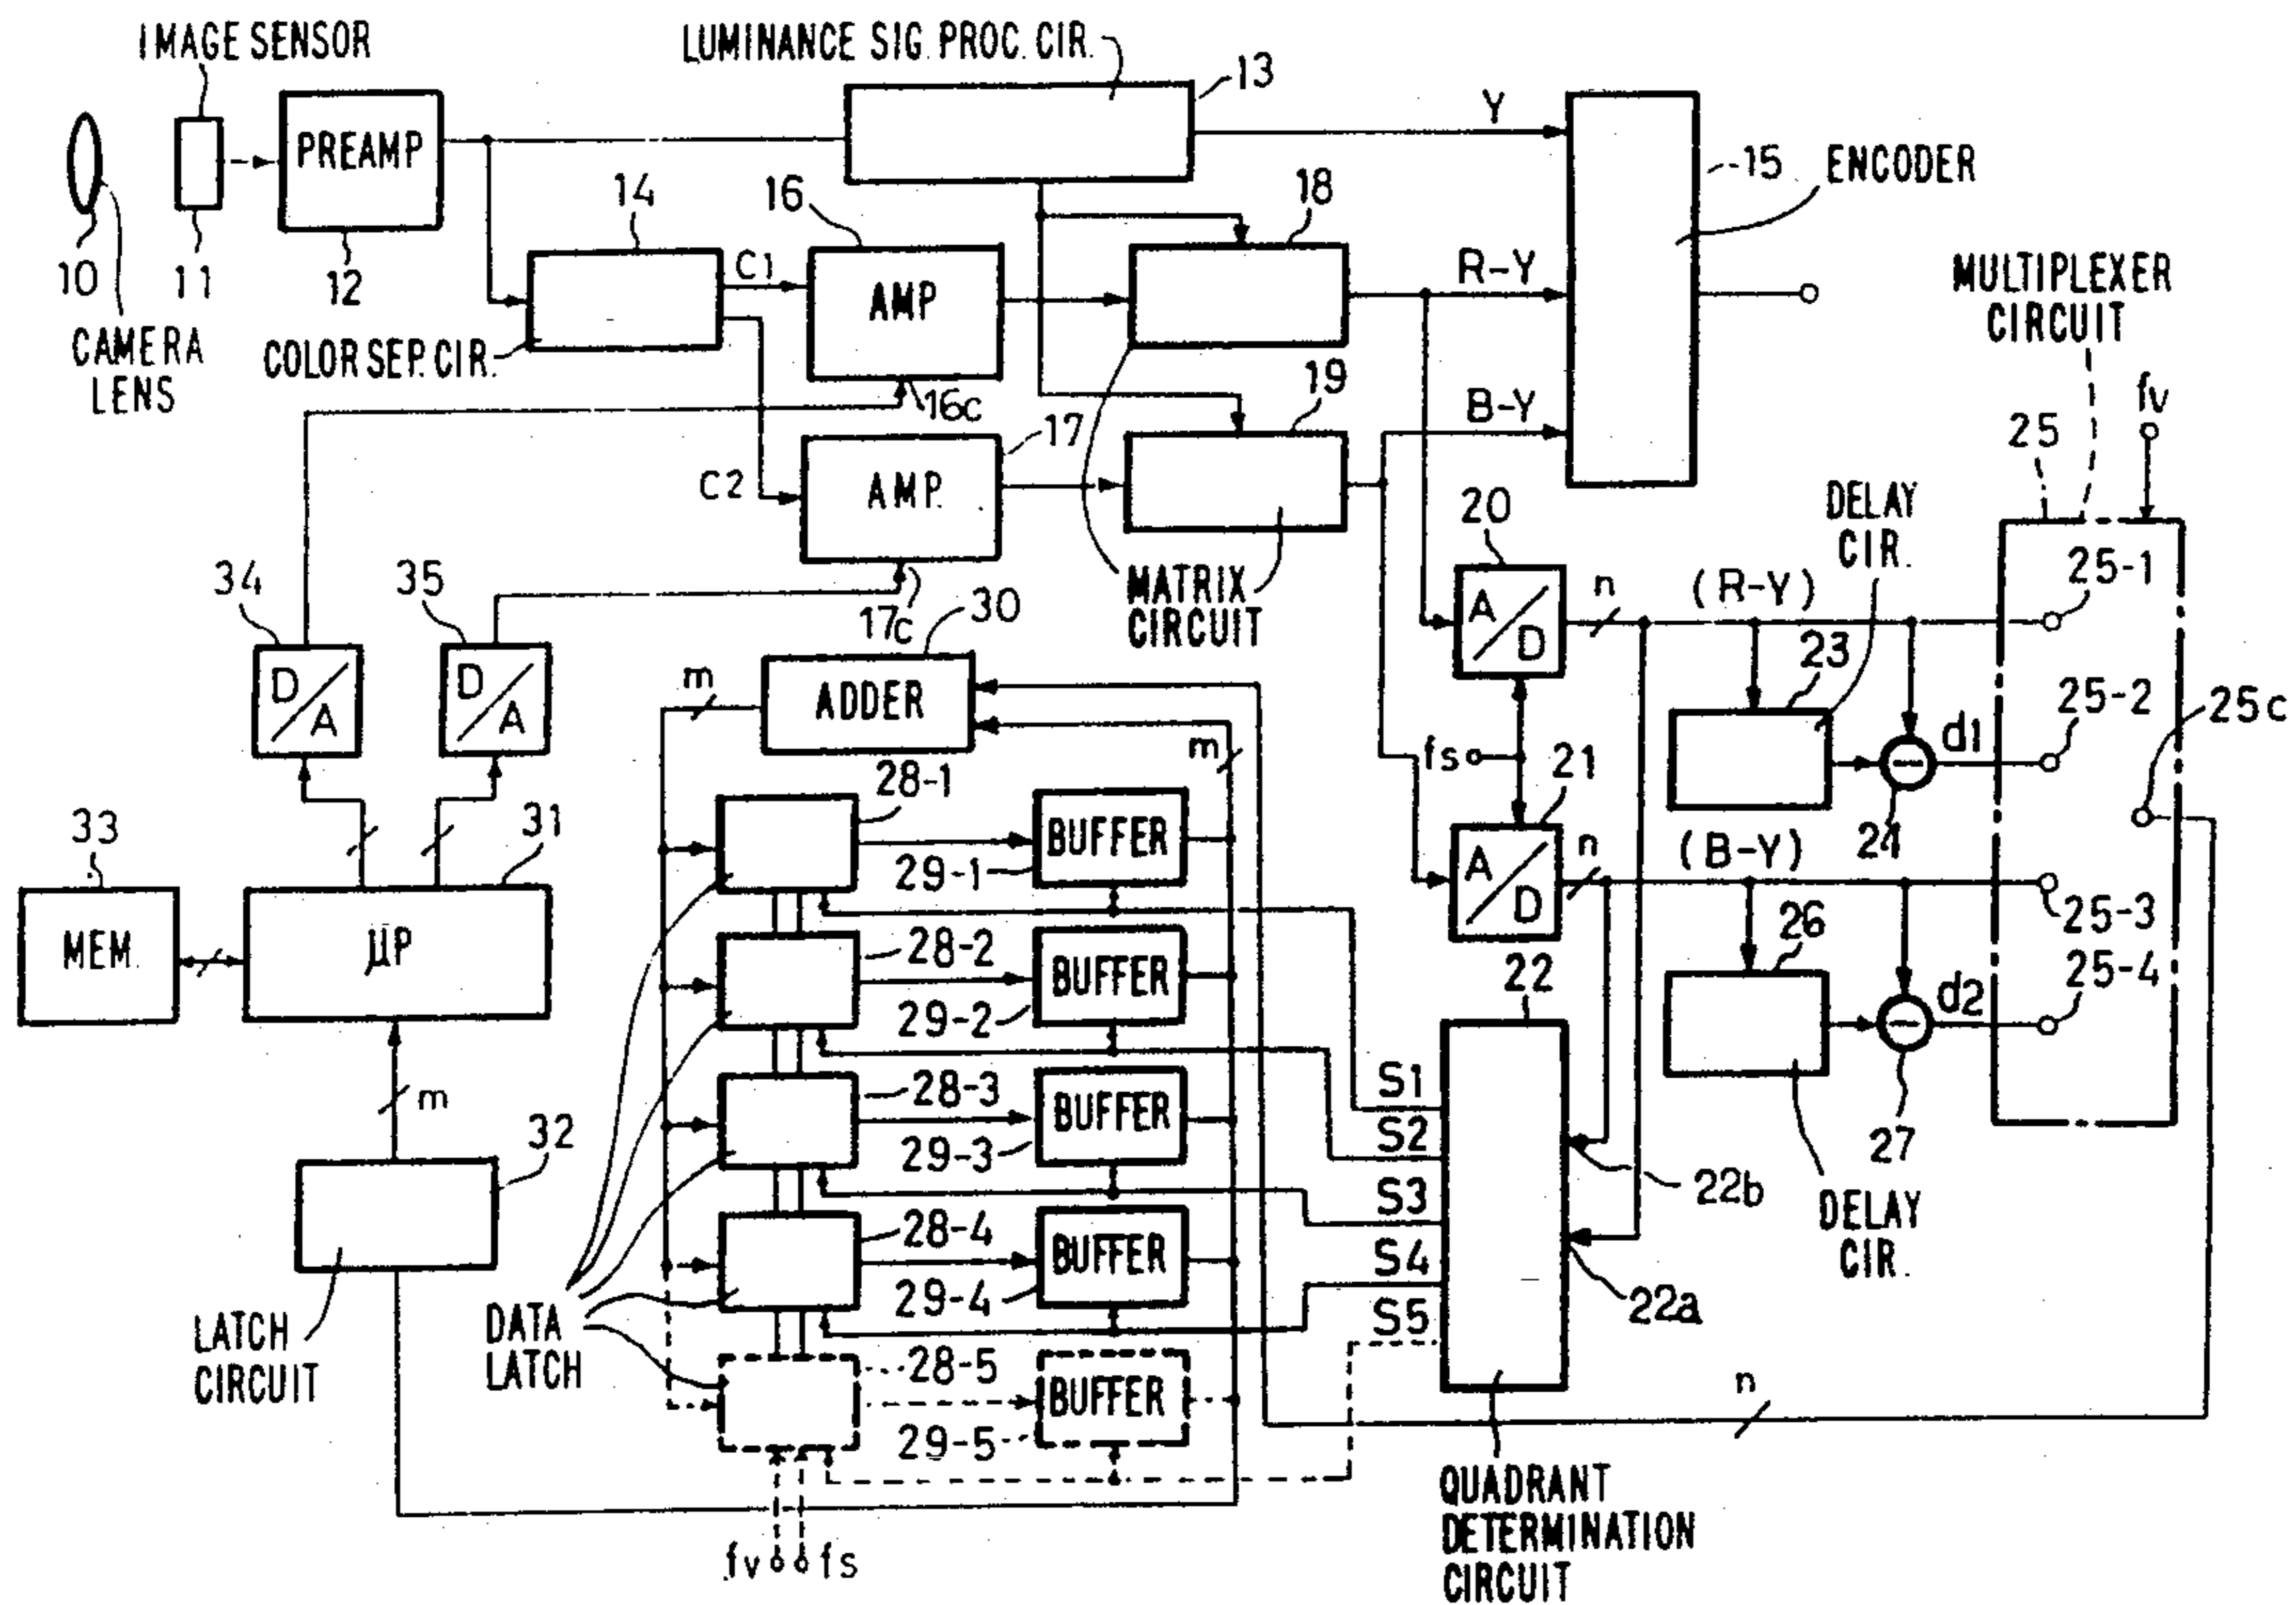 IMAGE SENSOR
LUMINANCE SIG. PROC. CIR.
13
PREAMP
Y
15
ENCODER
10
11
12
14
16
18
C1
AMP
R-Y
MULTIPLEXER
CIRCUIT
CAMERA
LENS
COLOR SEP. CIR.
16c
19
B-Y
fv
25
17
C2
AMP.
20
DELAY
CIR.
34
35
17c
30
MATRIX
CIRCUIT
A/D
n
(R-Y)
25-1
D/A
D/A
m
ADDER
m
23
25-2
25c
fs
21
d1
28-1
33
31
BUFFER
29-1
A/D
n
(B-Y)
24
25-3
MEM.
μP
28-2
BUFFER
29-2
22
26
25-4
d2
m
28-3
BUFFER
29-3
S1
S2
27
32
22b
S3
28-4
BUFFER
29-4
S4
DELAY
CIR.
22a
S5
LATCH
CIRCUIT
DATA
LATCH
28-5
BUFFER
29-5
n
QUADRANT
DETERMINATION
CIRCUIT
fv
fs